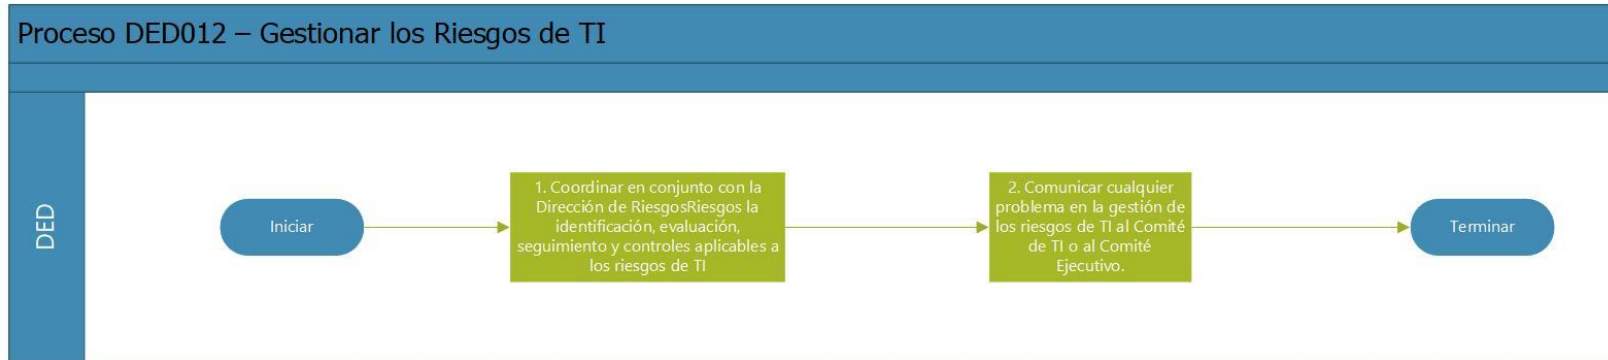 Proceso DED012 – Gestionar los Riesgos de TI
DED
Iniciar
1. Coordinar en conjunto con la
Dirección de RiesgosRiesgos la
identificación, evaluación,
seguimiento y controles aplicables a
los riesgos de TI
2. Comunicar cualquier
problema en la gestión de
los riesgos de TI al Comité
de TI o al Comité
Ejecutivo.
Terminar